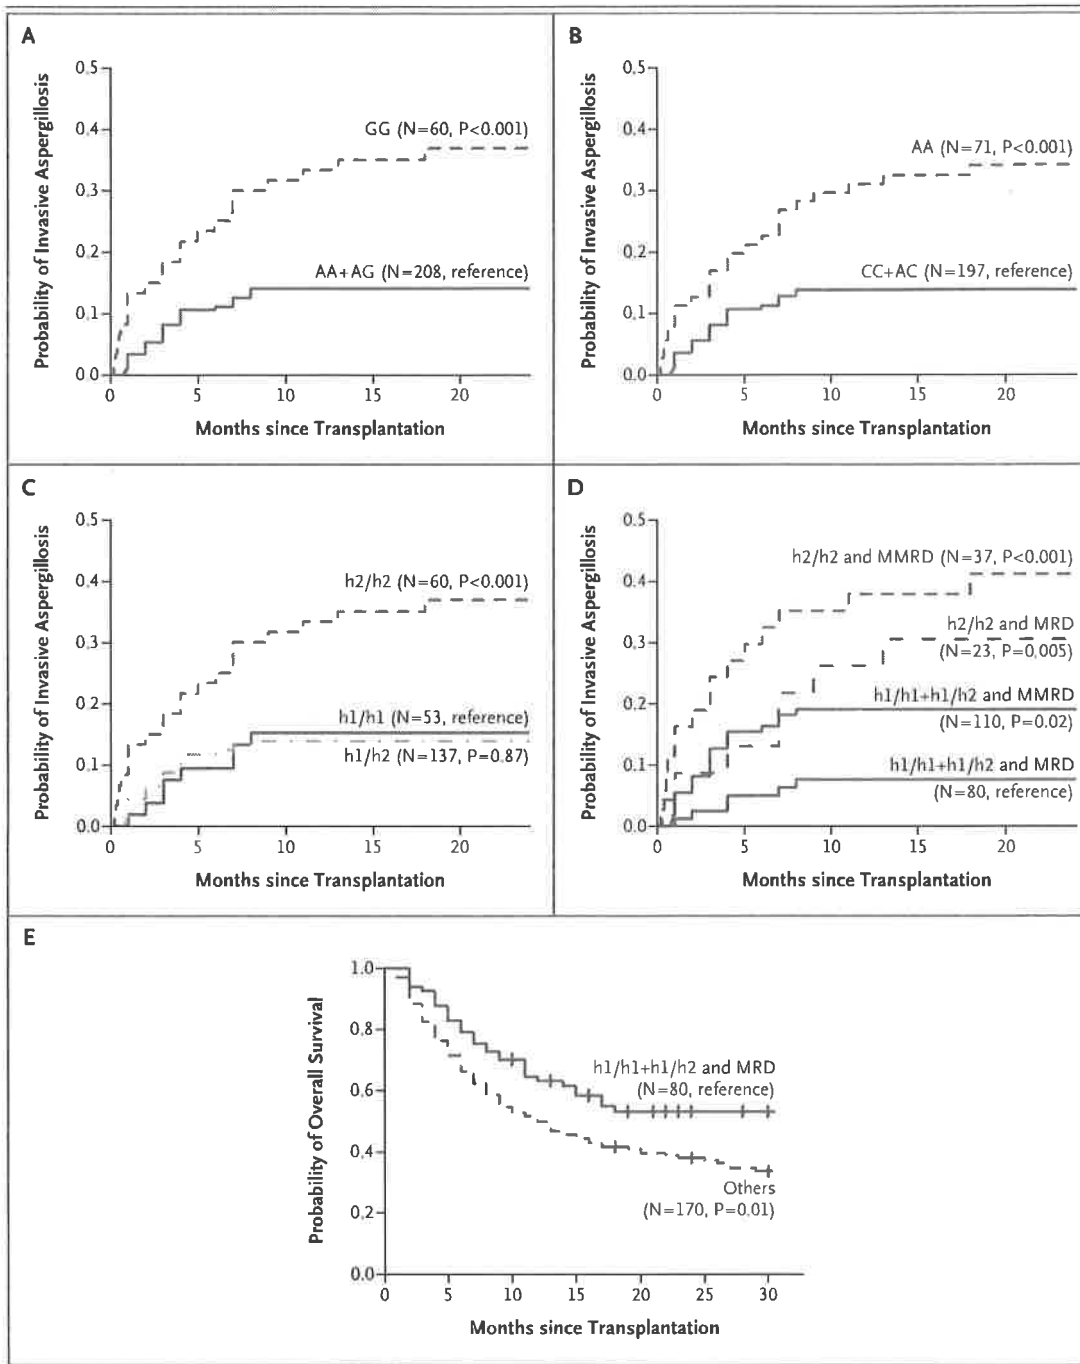 A
Probability of Invasive Aspergillosis
0.5
0.4
0.3
0.2
0.1
0.0
GG (N=60, P<0.001)
AA+AG (N=208, reference)
0 5 10 15 20
Months since Transplantation
B
Probability of Invasive Aspergillosis
0.5
0.4
0.3
0.2
0.1
0.0
AA (N=71, P<0.001)
CC+AC (N=197, reference)
0 5 10 15 20
Months since Transplantation
C
Probability of Invasive Aspergillosis
0.5
0.4
0.3
0.2
0.1
0.0
h2/h2 (N=60, P<0.001)
h1/h1 (N=53, reference)
h1/h2 (N=137, P=0.87)
0 5 10 15 20
Months since Transplantation
D
Probability of Invasive Aspergillosis
0.5
0.4
0.3
0.2
0.1
0.0
h2/h2 and MMRD (N=37, P<0.001)
h2/h2 and MRD
(N=23, P=0.005)
h1/h1+h1/h2 and MMRD
(N=110, P=0.02)
h1/h1+h1/h2 and MRD
(N=80, reference)
0 5 10 15 20
Months since Transplantation
E
Probability of Overall Survival
1.0
0.8
0.6
0.4
0.2
0.0
h1/h1+h1/h2 and MRD
(N=80, reference)
Others
(N=170, P=0.01)
0 5 10 15 20 25 30
Months since Transplantation